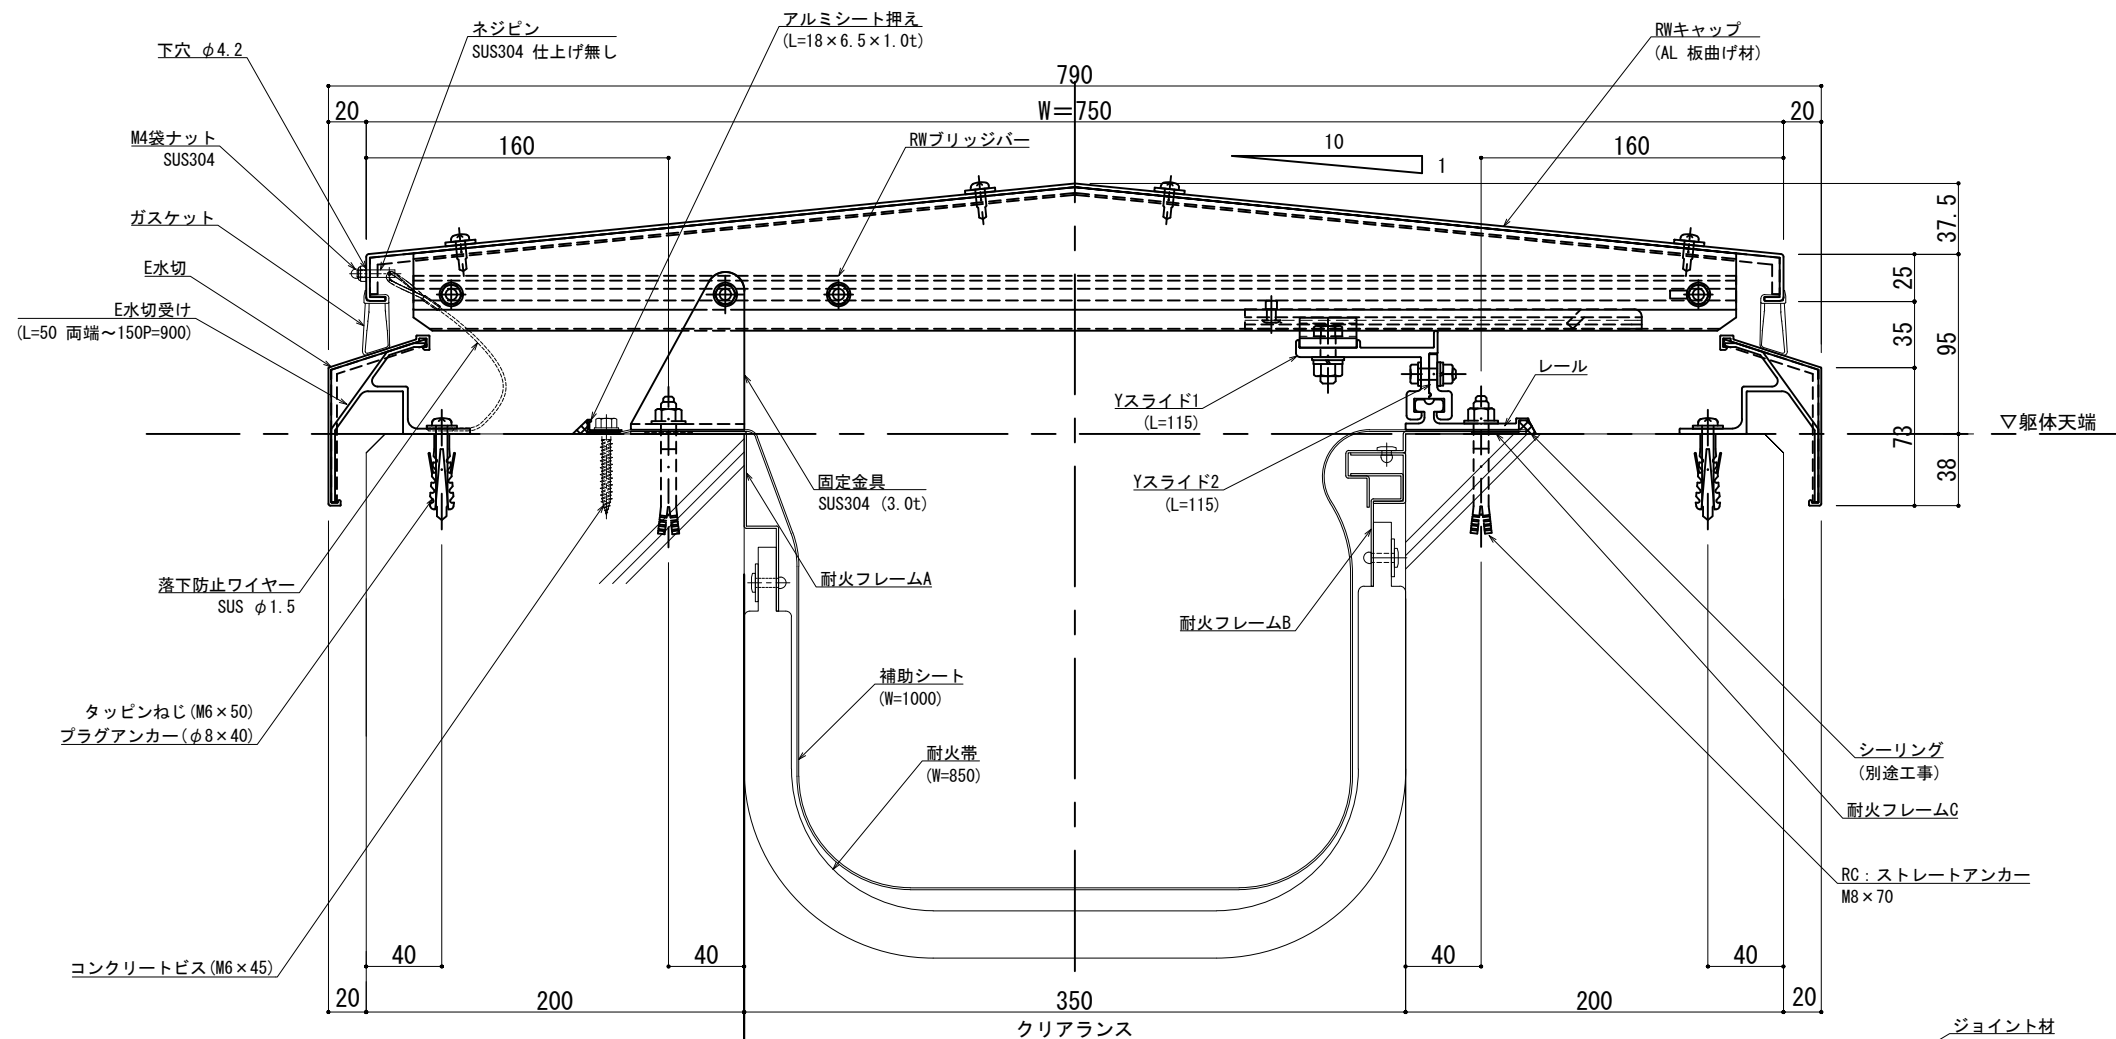 アルミシート押え
(L=18×6.5×1.0t)
ネジピン
SUS304 仕上げ無し
RWキャップ
(AL 板曲げ材)
下穴 φ4.2
790
20
W=750
20
M4袋ナット
SUS304
160
RWブリッジバー
10
1
160
ガスケット
37.5
E水切
25
E水切受け
(L=50 両端～150P=900)
35
95
レール
Yスライド1
(L=115)
▽躯体天端
73
38
固定金具
SUS304 (3.0t)
Yスライド2
(L=115)
落下防止ワイヤー
SUS φ1.5
耐火フレームA
耐火フレームB
補助シート
(W=1000)
タッピンねじ(M6×50)
プラグアンカー(φ8×40)
耐火帯
(W=850)
シーリング
(別途工事)
耐火フレームC
RC：ストレートアンカー
M8×70
40
40
40
40
コンクリートビス(M6×45)
20
200
350
200
20
クリアランス
ジョイント材